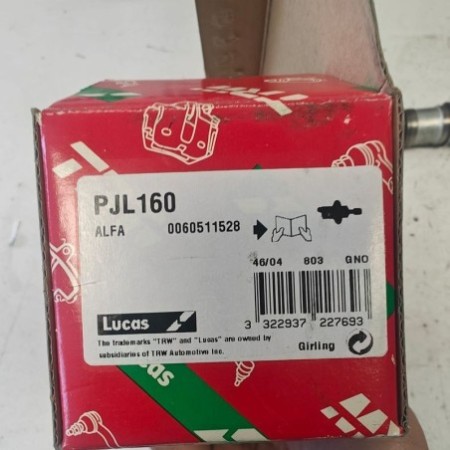 PJL160
ALFA 0060511528
46/04 803 GNO
3 322937 227693
Lucas
The trademarks "TRW" and "Lucas" are owned by
subsidiaries of TRW Automotive Inc.
Girling
cas